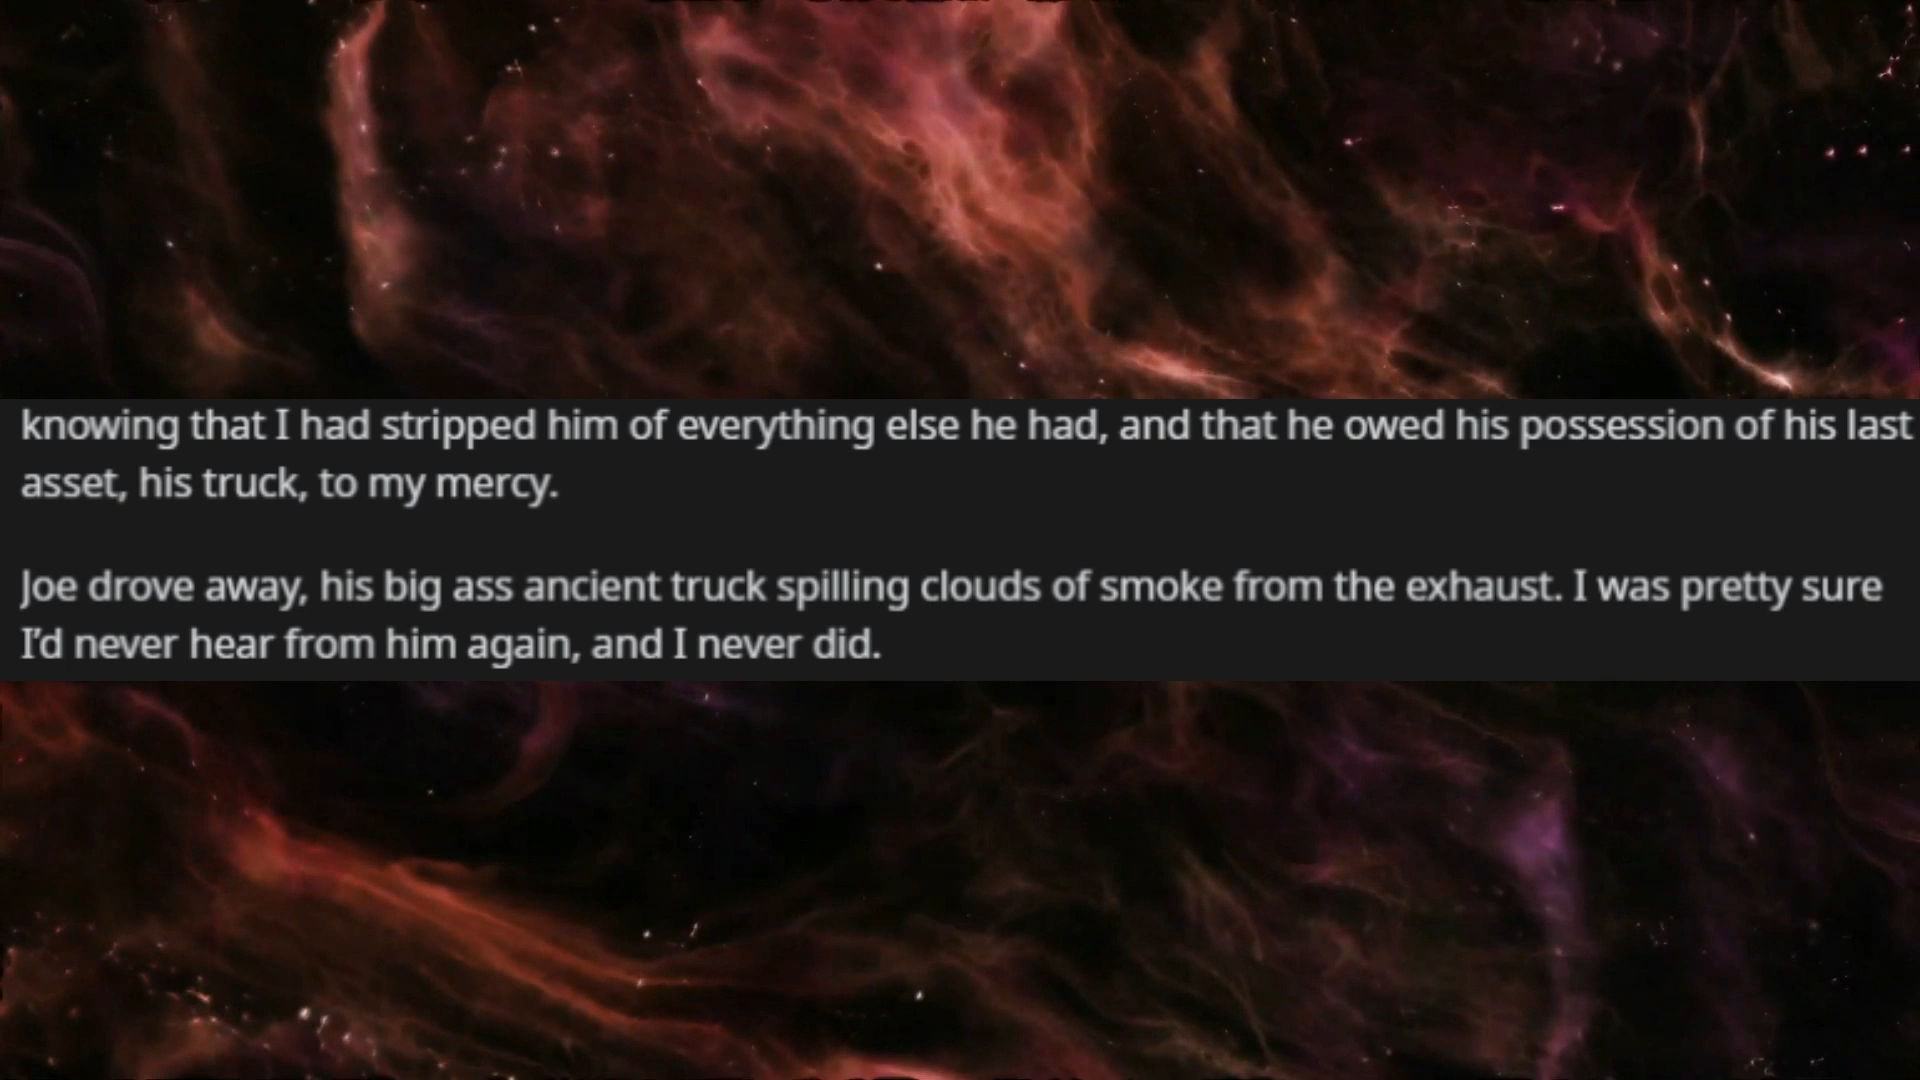 knowing that I had stripped him of everything else he had, and that he owed his possession of his last
asset, his truck, to my mercy.
Joe drove away, his big ass ancient truck spilling clouds of smoke from the exhaust. I was pretty sure
I’d never hear from him again, and I never did.